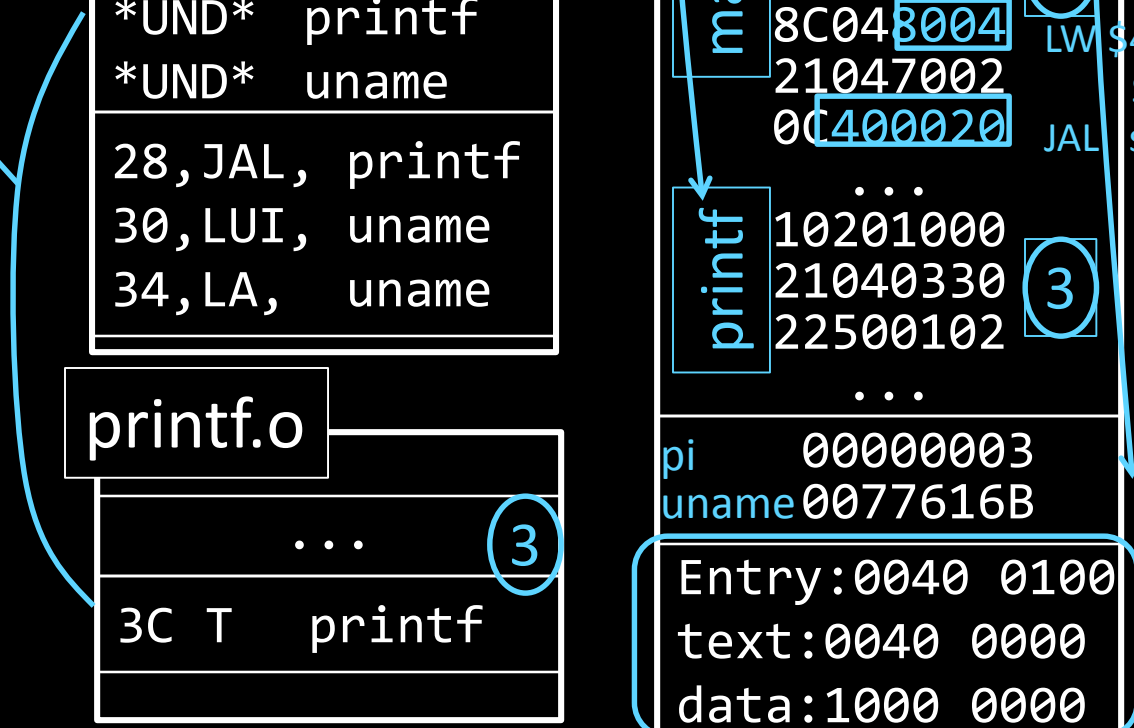 *UND* printf
*UND* uname
28,JAL, printf
30,LUI, uname
34,LA, uname
printf.o
...
3
3C T printf
ma
8C048004
LW $4
21047002
0C400020
JAL
...
printf
10201000
21040330
22500102
3
...
pi 00000003
uname 0077616B
Entry:0040 0100
text:0040 0000
data:1000 0000